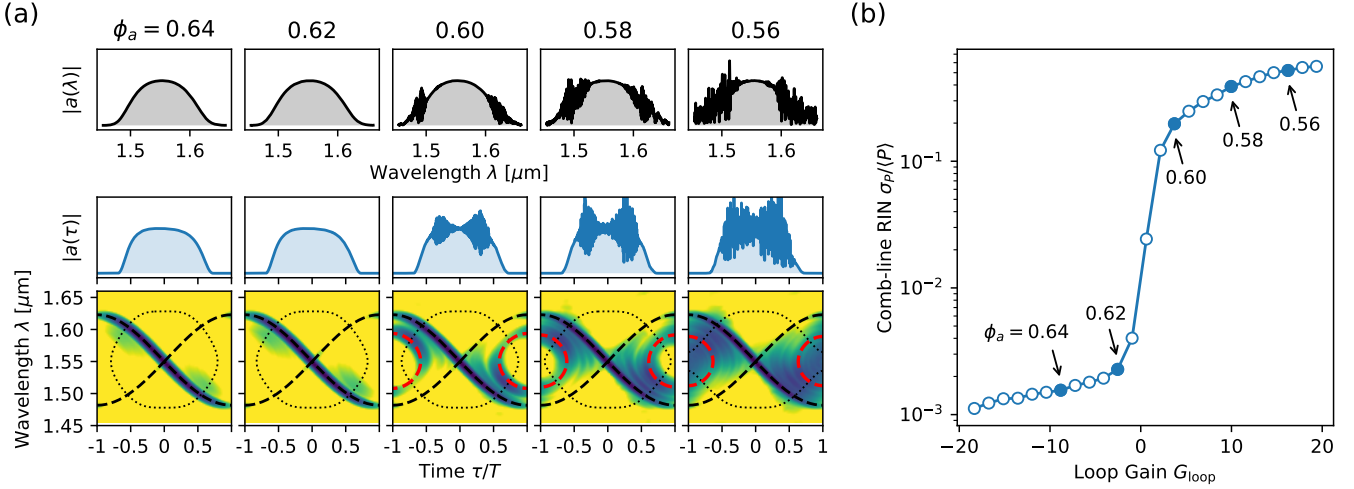 (a)
ϕₐ = 0.64 0.62 0.60 0.58 0.56
|a(λ)|
1.5 1.6 1.5 1.6 1.5 1.6 1.5 1.6 1.5 1.6
Wavelength λ [μm]
|a(τ)|
Wavelength λ [μm]
1.65
1.60
1.55
1.50
1.45
-1 -0.5 0 0.5 -1 -0.5 0 0.5 -1 -0.5 0 0.5 -1 -0.5 0 0.5 -1 -0.5 0 0.5 1
Time τ/T
(b)
Comb-line RIN σ_P/⟨P⟩
10⁻¹
10⁻²
10⁻³
0.56
0.58
0.60
0.62
ϕₐ = 0.64
−20 −10 0 10 20
Loop Gain G_loop